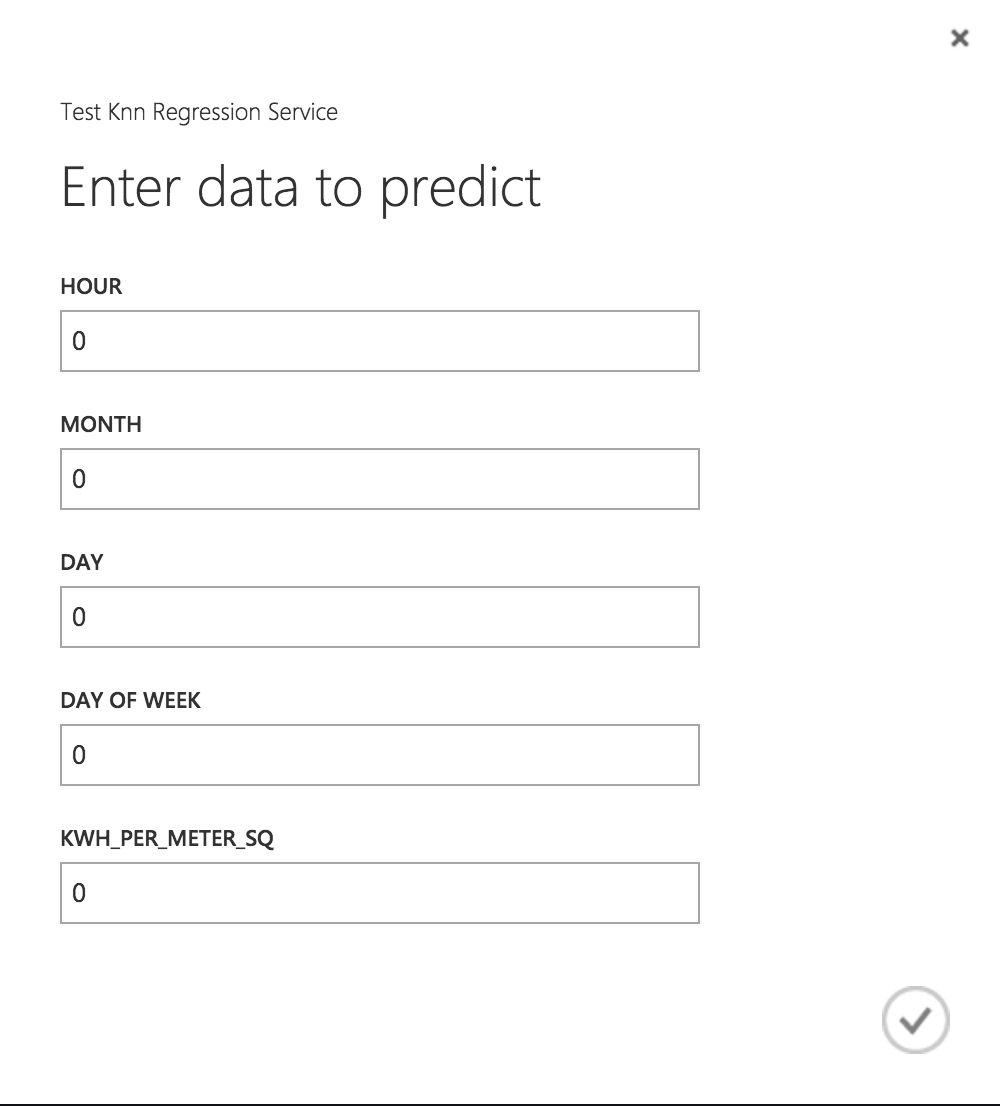 Test Knn Regression Service
Enter data to predict
HOUR
0
MONTH
0
DAY
0
DAY OF WEEK
0
KWH_PER_METER_SQ
0